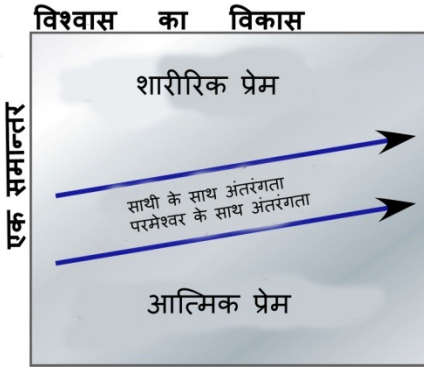 विश्वास का विकास
एक समान्तर
शारीरिक प्रेम
साथी के साथ अंतरंगता
परमेश्वर के साथ अंतरंगता
आत्मिक प्रेम